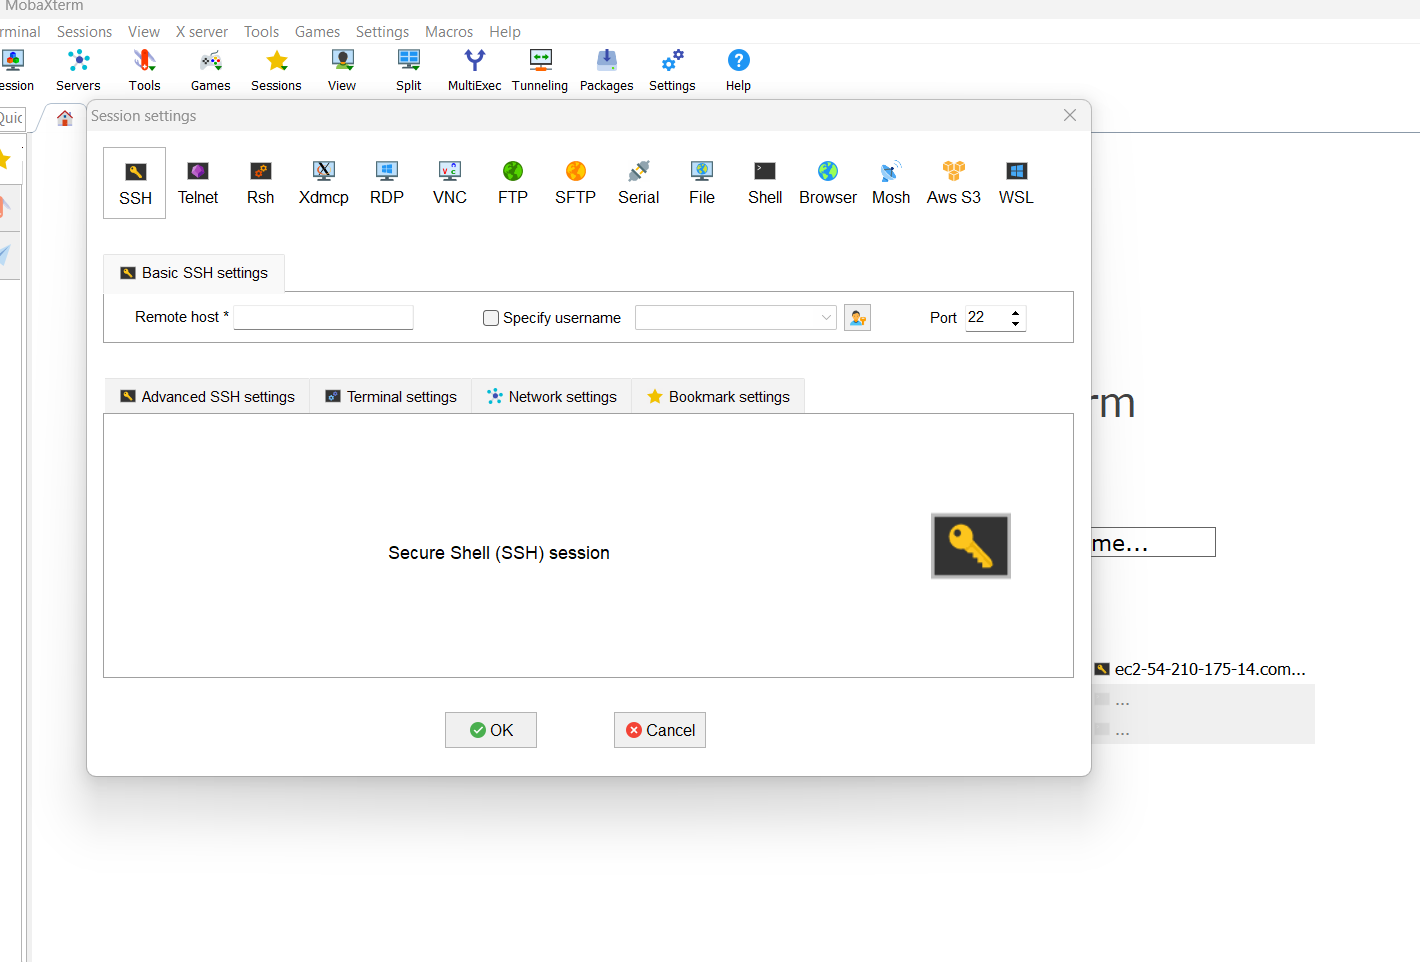 MobaXterm
rminal Sessions View X server Tools Games Settings Macros Help
ession Servers Tools Games Sessions View Split MultiExec Tunneling Packages Settings Help
Quic
Session settings
SSH Telnet Rsh Xdmcp RDP VNC FTP SFTP Serial File Shell Browser Mosh Aws S3 WSL
Basic SSH settings
Remote host * Specify username Port 22
Advanced SSH settings Terminal settings Network settings Bookmark settings
rm
Secure Shell (SSH) session
me...
ec2-54-210-175-14.com...
...
...
OK Cancel